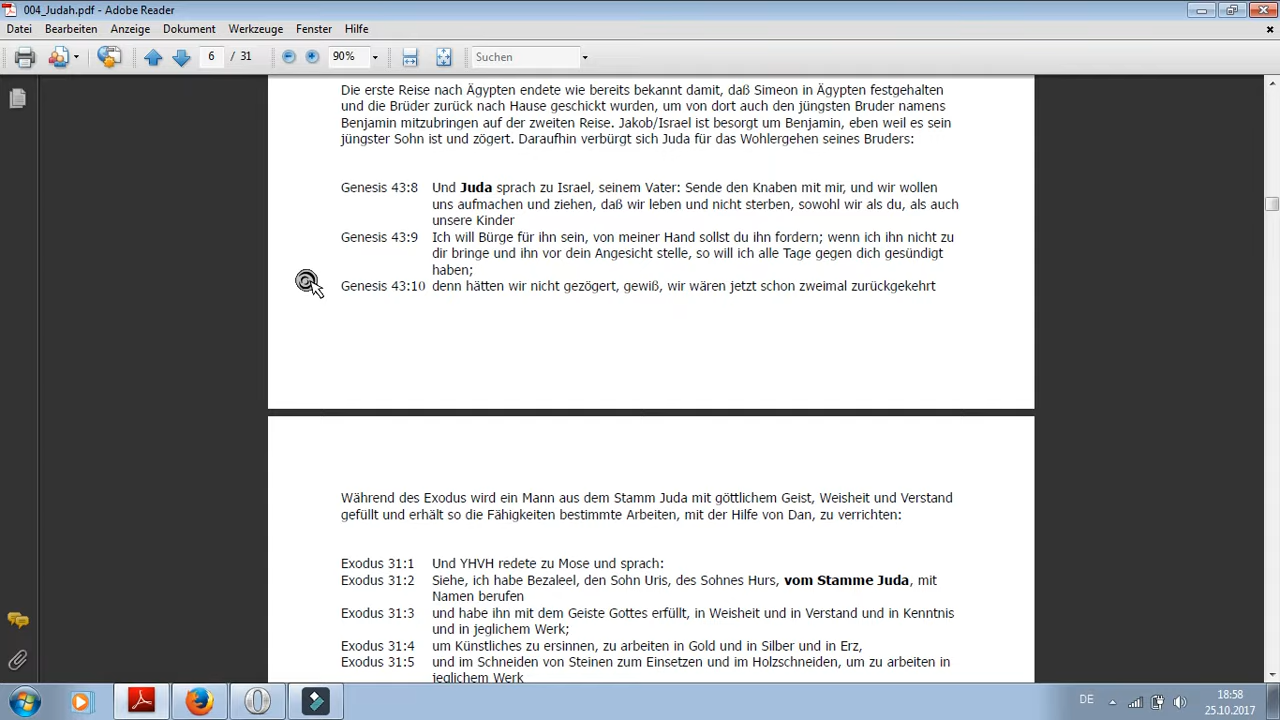 004_Judah.pdf - Adobe Reader
Datei Bearbeiten Anzeige Dokument Werkzeuge Fenster Hilfe
6 / 31 90% Suchen
Die erste Reise nach Ägypten endete wie bereits bekannt damit, daß Simeon in Ägypten festgehalten
und die Brüder zurück nach Hause geschickt wurden, um von dort auch den jüngsten Bruder namens
Benjamin mitzubringen auf der zweiten Reise. Jakob/Israel ist besorgt um Benjamin, eben weil es sein
jüngster Sohn ist und zögert. Daraufhin verbürgt sich Juda für das Wohlergehen seines Bruders:
Genesis 43:8 Und Juda sprach zu Israel, seinem Vater: Sende den Knaben mit mir, und wir wollen
uns aufmachen und ziehen, daß wir leben und nicht sterben, sowohl wir als du, als auch
unsere Kinder
Genesis 43:9 Ich will Bürge für ihn sein, von meiner Hand sollst du ihn fordern; wenn ich ihn nicht zu
dir bringe und ihn vor dein Angesicht stelle, so will ich alle Tage gegen dich gesündigt
haben;
Genesis 43:10 denn hätten wir nicht gezögert, gewiß, wir wären jetzt schon zweimal zurückgekehrt
Während des Exodus wird ein Mann aus dem Stamm Juda mit göttlichem Geist, Weisheit und Verstand
gefüllt und erhält so die Fähigkeiten bestimmte Arbeiten, mit der Hilfe von Dan, zu verrichten:
Exodus 31:1 Und YHVH redete zu Mose und sprach:
Exodus 31:2 Siehe, ich habe Bezaleel, den Sohn Uris, des Sohnes Hurs, vom Stamme Juda, mit
Namen berufen
Exodus 31:3 und habe ihn mit dem Geiste Gottes erfüllt, in Weisheit und in Verstand und in Kenntnis
und in jeglichem Werk;
Exodus 31:4 um Künstliches zu ersinnen, zu arbeiten in Gold und in Silber und in Erz,
Exodus 31:5 und im Schneiden von Steinen zum Einsetzen und im Holzschneiden, um zu arbeiten in
jeglichem Werk
DE 18:58
25.10.2017